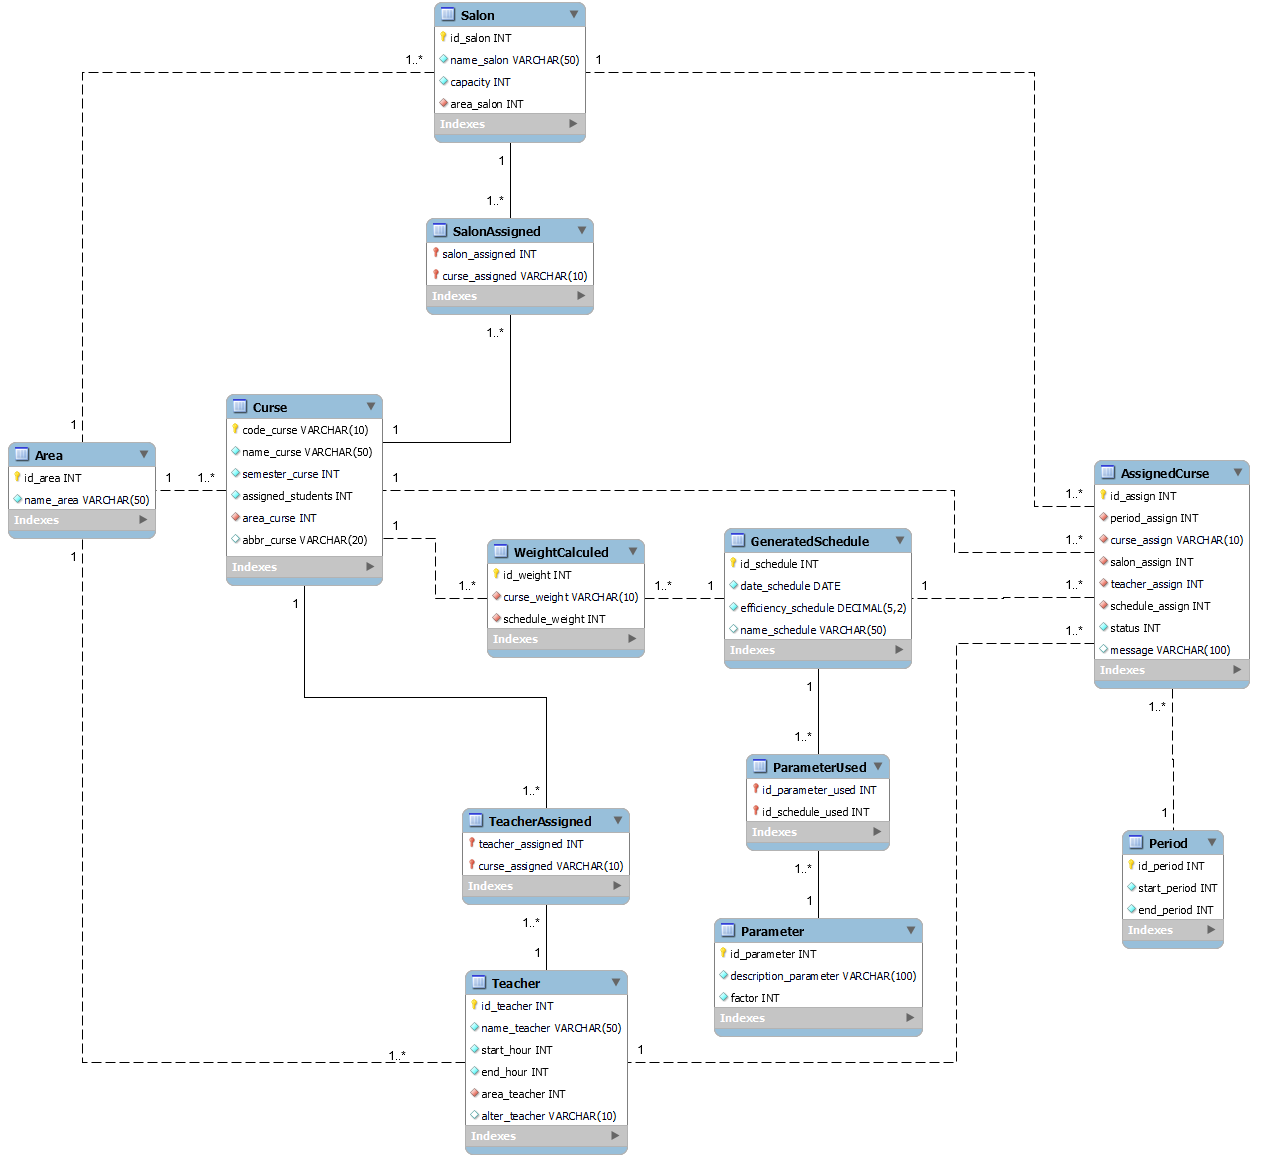 Salon
id_salon INT
name_salon VARCHAR(50)
capacity INT
area_salon INT
Indexes
1..*
1
1
1..*
SalonAssigned
salon_assigned INT
curse_assigned VARCHAR(10)
Indexes
1..*
1
Curse
code_curse VARCHAR(10)
name_curse VARCHAR(50)
semester_curse INT
assigned_students INT
area_curse INT
abbr_curse VARCHAR(20)
Indexes
1
1
1
1
Area
id_area INT
name_area VARCHAR(50)
Indexes
1
1..*
1
WeightCalculed
id_weight INT
curse_weight VARCHAR(10)
schedule_weight INT
Indexes
1..*
1..*
1
GeneratedSchedule
id_schedule INT
date_schedule DATE
efficiency_schedule DECIMAL(5,2)
name_schedule VARCHAR(50)
Indexes
1
1
1..*
AssignedCurse
id_assign INT
period_assign INT
curse_assign VARCHAR(10)
salon_assign INT
teacher_assign INT
schedule_assign INT
status INT
message VARCHAR(100)
Indexes
1..*
1..*
1..*
1..*
1..*
1
ParameterUsed
id_parameter_used INT
id_schedule_used INT
Indexes
1..*
1
TeacherAssigned
teacher_assigned INT
curse_assigned VARCHAR(10)
Indexes
1..*
1..*
1
Period
id_period INT
start_period INT
end_period INT
Indexes
Parameter
id_parameter INT
description_parameter VARCHAR(100)
factor INT
Indexes
Teacher
id_teacher INT
name_teacher VARCHAR(50)
start_hour INT
end_hour INT
area_teacher INT
alter_teacher VARCHAR(10)
Indexes
1..*
1